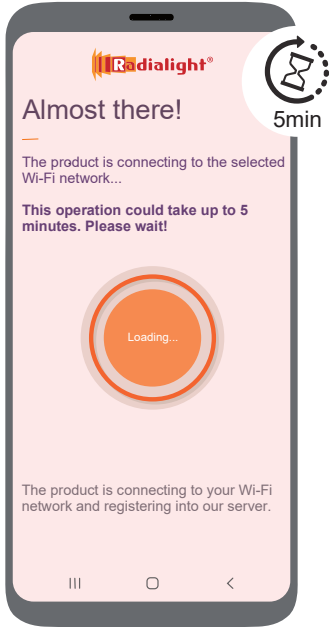 Radialight®
5min
Almost there!
The product is connecting to the selected
Wi-Fi network...
This operation could take up to 5
minutes. Please wait!
Loading...
The product is connecting to your Wi-Fi
network and registering into our server.